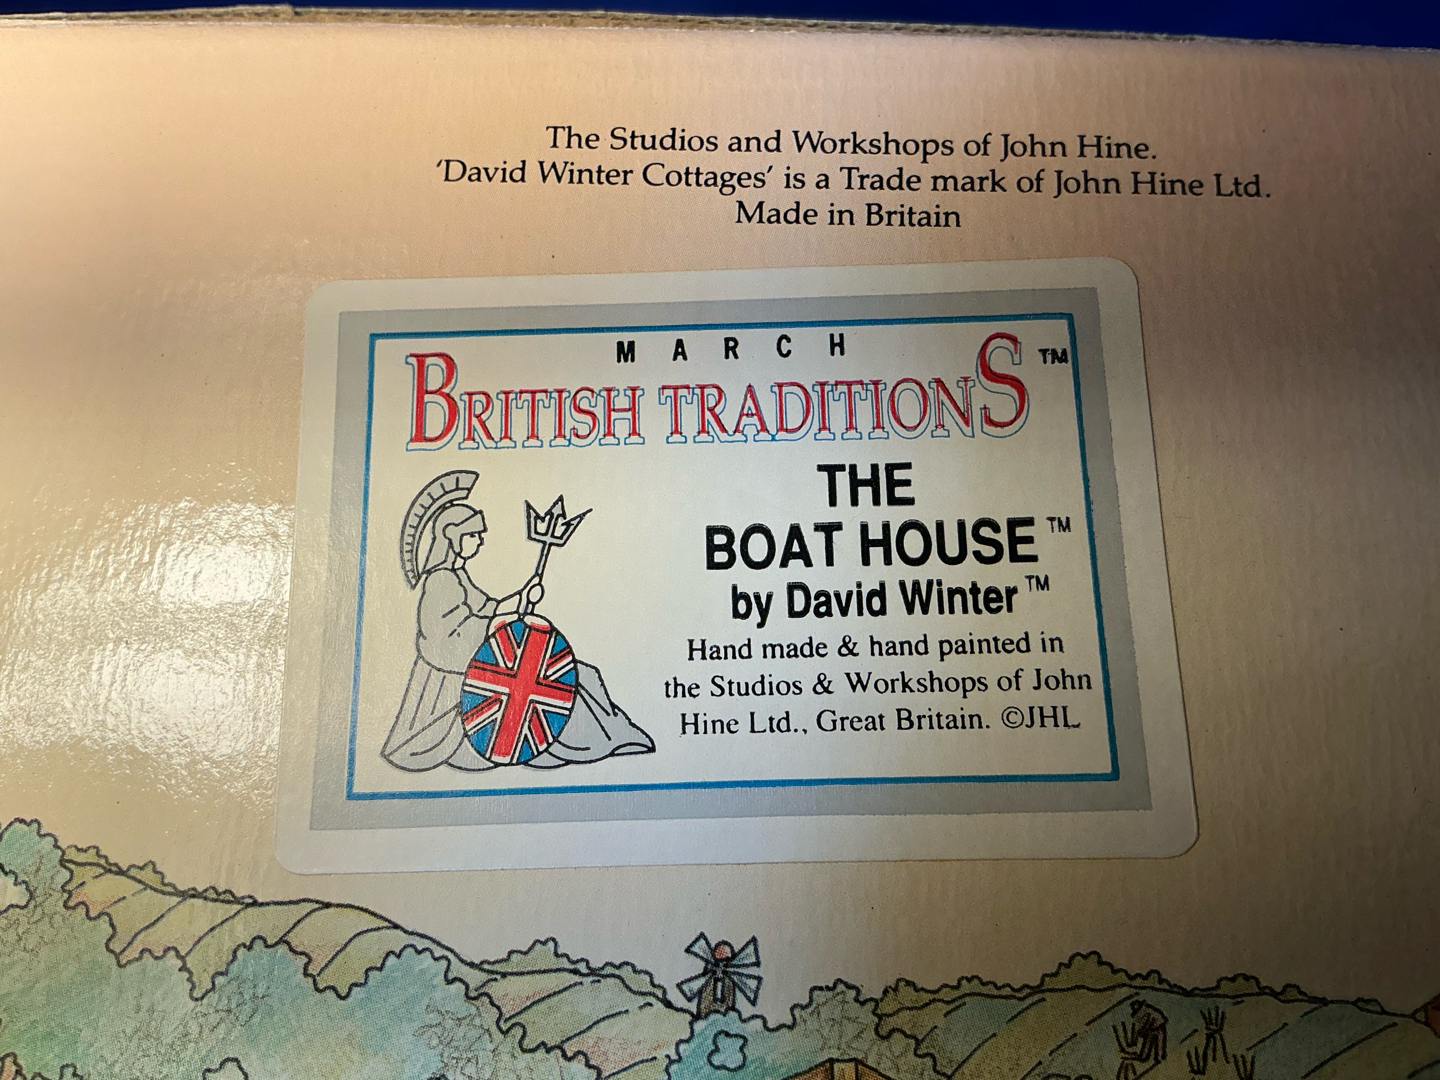 The Studios and Workshops of John Hine.
'David Winter Cottages' is a Trade mark of John Hine Ltd.
Made in Britain
MARCH
BRITISH TRADITIONS™
THE
BOAT HOUSE™
by David Winter™
Hand made & hand painted in
the Studios & Workshops of John
Hine Ltd., Great Britain. ©JHL